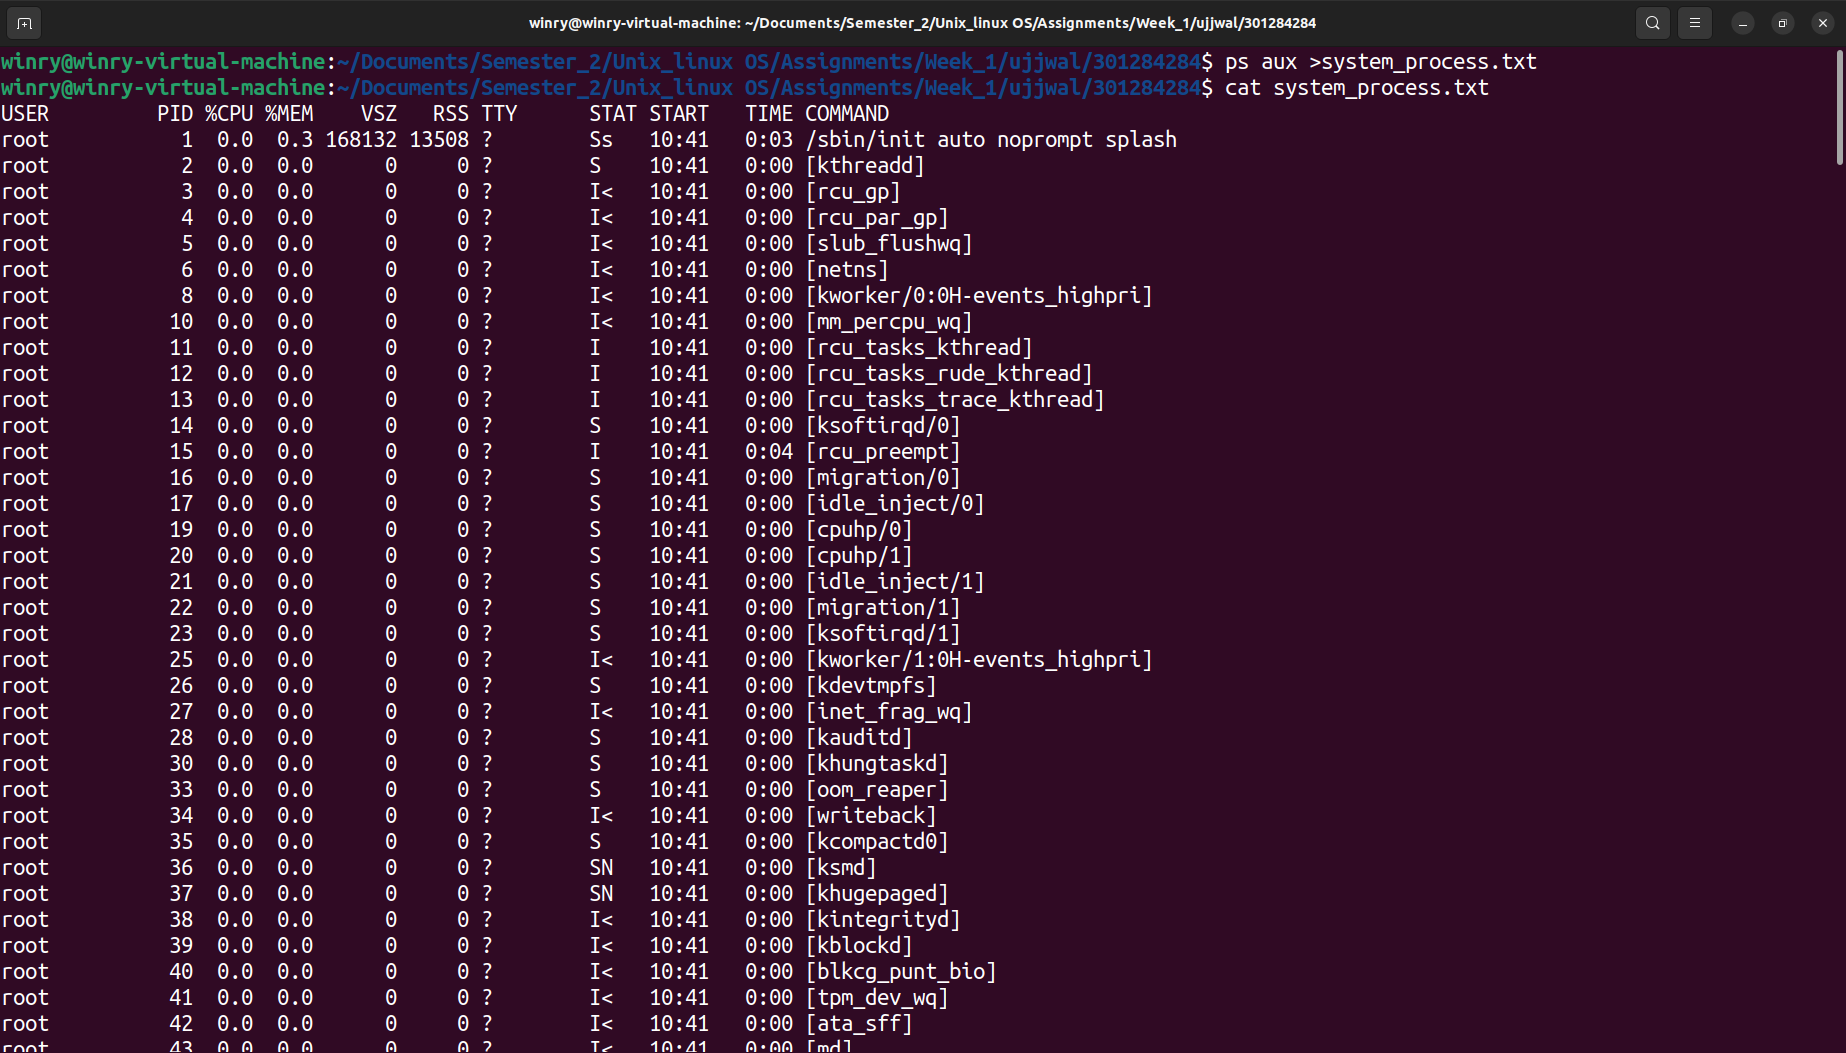 winry@winry-virtual-machine: ~/Documents/Semester_2/Unix_linux OS/Assignments/Week_1/ujjwal/301284284
winry@winry-virtual-machine:~/Documents/Semester_2/Unix_linux OS/Assignments/Week_1/ujjwal/301284284$ ps aux >system_process.txt
winry@winry-virtual-machine:~/Documents/Semester_2/Unix_linux OS/Assignments/Week_1/ujjwal/301284284$ cat system_process.txt
USER         PID %CPU %MEM    VSZ   RSS TTY      STAT START   TIME COMMAND
root           1  0.0  0.3 168132 13508 ?        Ss   10:41   0:03 /sbin/init auto noprompt splash
root           2  0.0  0.0      0     0 ?        S    10:41   0:00 [kthreadd]
root           3  0.0  0.0      0     0 ?        I<   10:41   0:00 [rcu_gp]
root           4  0.0  0.0      0     0 ?        I<   10:41   0:00 [rcu_par_gp]
root           5  0.0  0.0      0     0 ?        I<   10:41   0:00 [slub_flushwq]
root           6  0.0  0.0      0     0 ?        I<   10:41   0:00 [netns]
root           8  0.0  0.0      0     0 ?        I<   10:41   0:00 [kworker/0:0H-events_highpri]
root          10  0.0  0.0      0     0 ?        I<   10:41   0:00 [mm_percpu_wq]
root          11  0.0  0.0      0     0 ?        I    10:41   0:00 [rcu_tasks_kthread]
root          12  0.0  0.0      0     0 ?        I    10:41   0:00 [rcu_tasks_rude_kthread]
root          13  0.0  0.0      0     0 ?        I    10:41   0:00 [rcu_tasks_trace_kthread]
root          14  0.0  0.0      0     0 ?        S    10:41   0:00 [ksoftirqd/0]
root          15  0.0  0.0      0     0 ?        I    10:41   0:04 [rcu_preempt]
root          16  0.0  0.0      0     0 ?        S    10:41   0:00 [migration/0]
root          17  0.0  0.0      0     0 ?        S    10:41   0:00 [idle_inject/0]
root          19  0.0  0.0      0     0 ?        S    10:41   0:00 [cpuhp/0]
root          20  0.0  0.0      0     0 ?        S    10:41   0:00 [cpuhp/1]
root          21  0.0  0.0      0     0 ?        S    10:41   0:00 [idle_inject/1]
root          22  0.0  0.0      0     0 ?        S    10:41   0:00 [migration/1]
root          23  0.0  0.0      0     0 ?        S    10:41   0:00 [ksoftirqd/1]
root          25  0.0  0.0      0     0 ?        I<   10:41   0:00 [kworker/1:0H-events_highpri]
root          26  0.0  0.0      0     0 ?        S    10:41   0:00 [kdevtmpfs]
root          27  0.0  0.0      0     0 ?        I<   10:41   0:00 [inet_frag_wq]
root          28  0.0  0.0      0     0 ?        S    10:41   0:00 [kauditd]
root          30  0.0  0.0      0     0 ?        S    10:41   0:00 [khungtaskd]
root          33  0.0  0.0      0     0 ?        S    10:41   0:00 [oom_reaper]
root          34  0.0  0.0      0     0 ?        I<   10:41   0:00 [writeback]
root          35  0.0  0.0      0     0 ?        S    10:41   0:00 [kcompactd0]
root          36  0.0  0.0      0     0 ?        SN   10:41   0:00 [ksmd]
root          37  0.0  0.0      0     0 ?        SN   10:41   0:00 [khugepaged]
root          38  0.0  0.0      0     0 ?        I<   10:41   0:00 [kintegrityd]
root          39  0.0  0.0      0     0 ?        I<   10:41   0:00 [kblockd]
root          40  0.0  0.0      0     0 ?        I<   10:41   0:00 [blkcg_punt_bio]
root          41  0.0  0.0      0     0 ?        I<   10:41   0:00 [tpm_dev_wq]
root          42  0.0  0.0      0     0 ?        I<   10:41   0:00 [ata_sff]
root          43  0.0  0.0      0     0 ?        I<   10:41   0:00 [md]